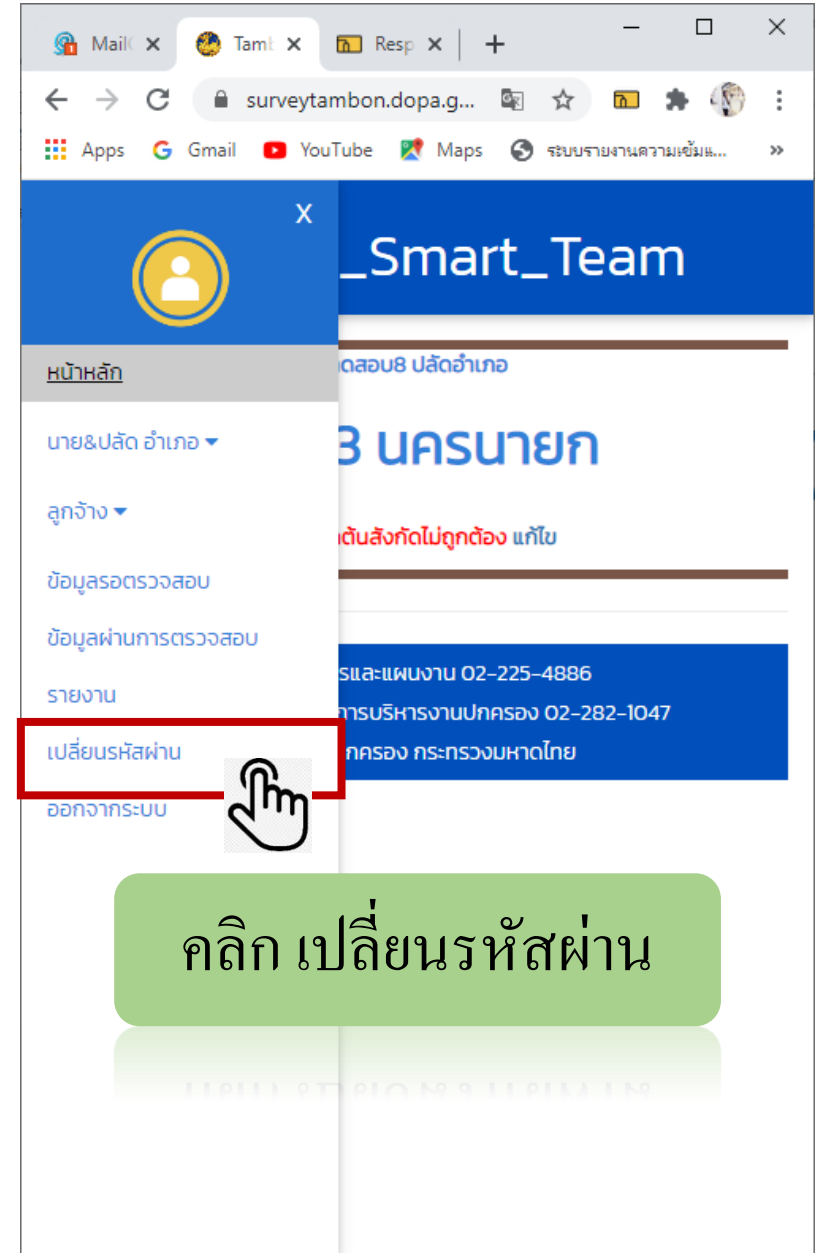 Mail
Tamb
Resp
surveytambon.dopa.g...
Apps
Gmail
YouTube
Maps
ระบบรายงานความเข้มแ...
»
X
_Smart_Team
หน้าหลัก
ดสอบ8 ปลัดอำเภอ
นาย&ปลัด อำเภอ
3 นครนายก
ลูกจ้าง
ต้นสังกัดไม่ถูกต้อง แก้ไข
ข้อมูลรอตรวจสอบ
ข้อมูลผ่านการตรวจสอบ
รและแผนงาน 02-225-4886
รายงาน
การบริหารงานปกครอง 02-282-1047
เปลี่ยนรหัสผ่าน
กครอง กระทรวงมหาดไทย
ออกจากระบบ
คลิก เปลี่ยนรหัสผ่าน